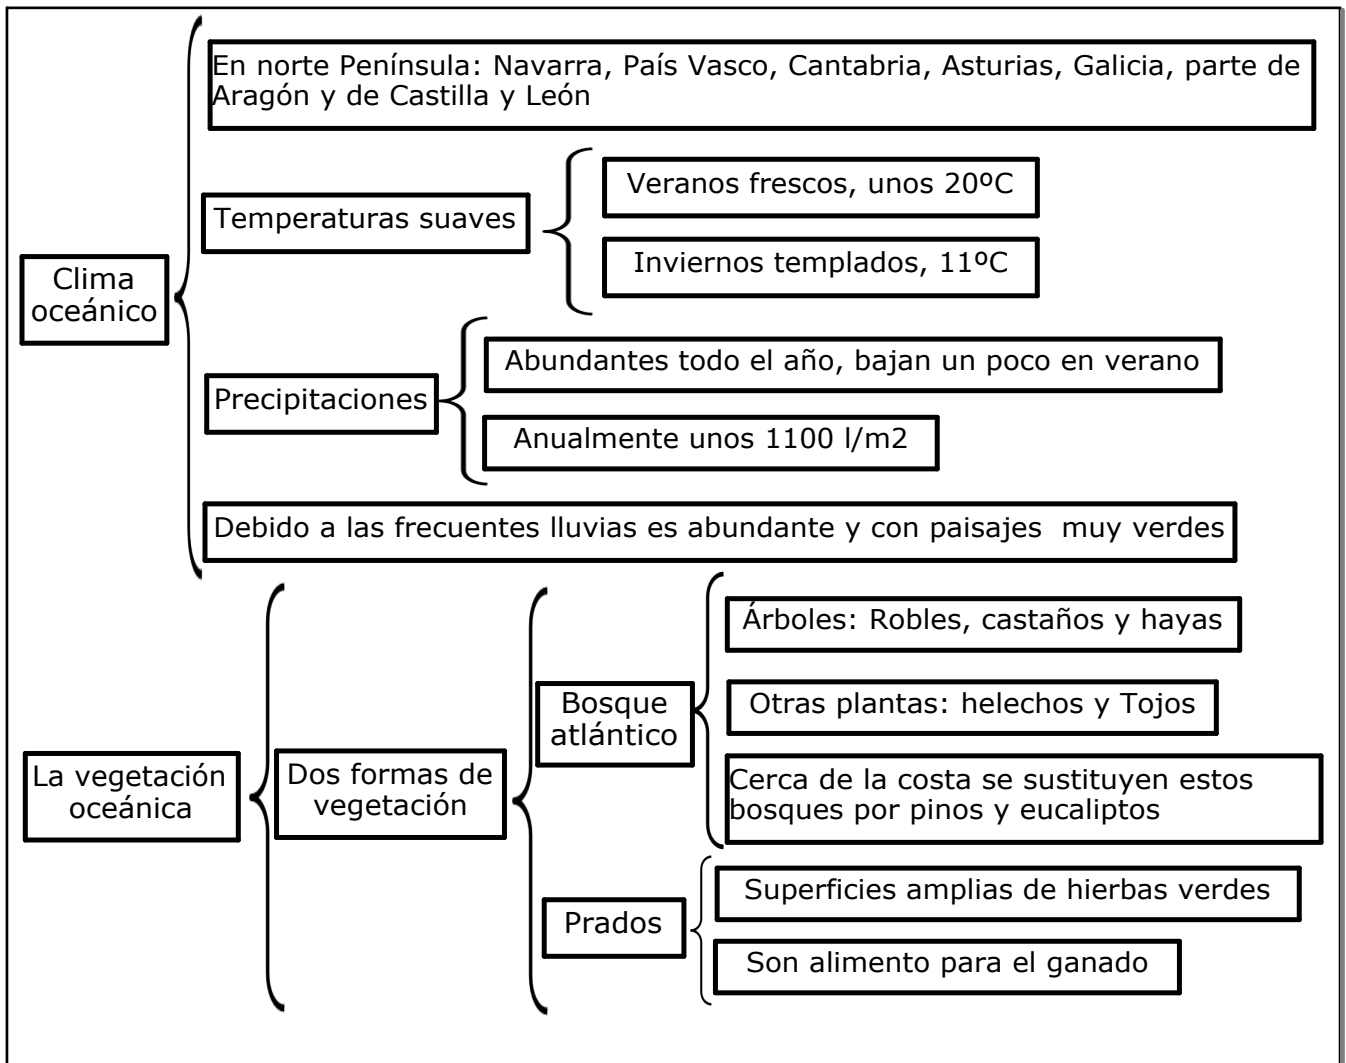 En norte Península: Navarra, País Vasco, Cantabria, Asturias, Galicia, parte de
Aragón y de Castilla y León
Clima
oceánico
Temperaturas suaves
Veranos frescos, unos 20ºC
Inviernos templados, 11ºC
Precipitaciones
Abundantes todo el año, bajan un poco en verano
Anualmente unos 1100 l/m2
Debido a las frecuentes lluvias es abundante y con paisajes  muy verdes
La vegetación
oceánica
Dos formas de
vegetación
Bosque
atlántico
Árboles: Robles, castaños y hayas
Otras plantas: helechos y Tojos
Cerca de la costa se sustituyen estos
bosques por pinos y eucaliptos
Prados
Superficies amplias de hierbas verdes
Son alimento para el ganado